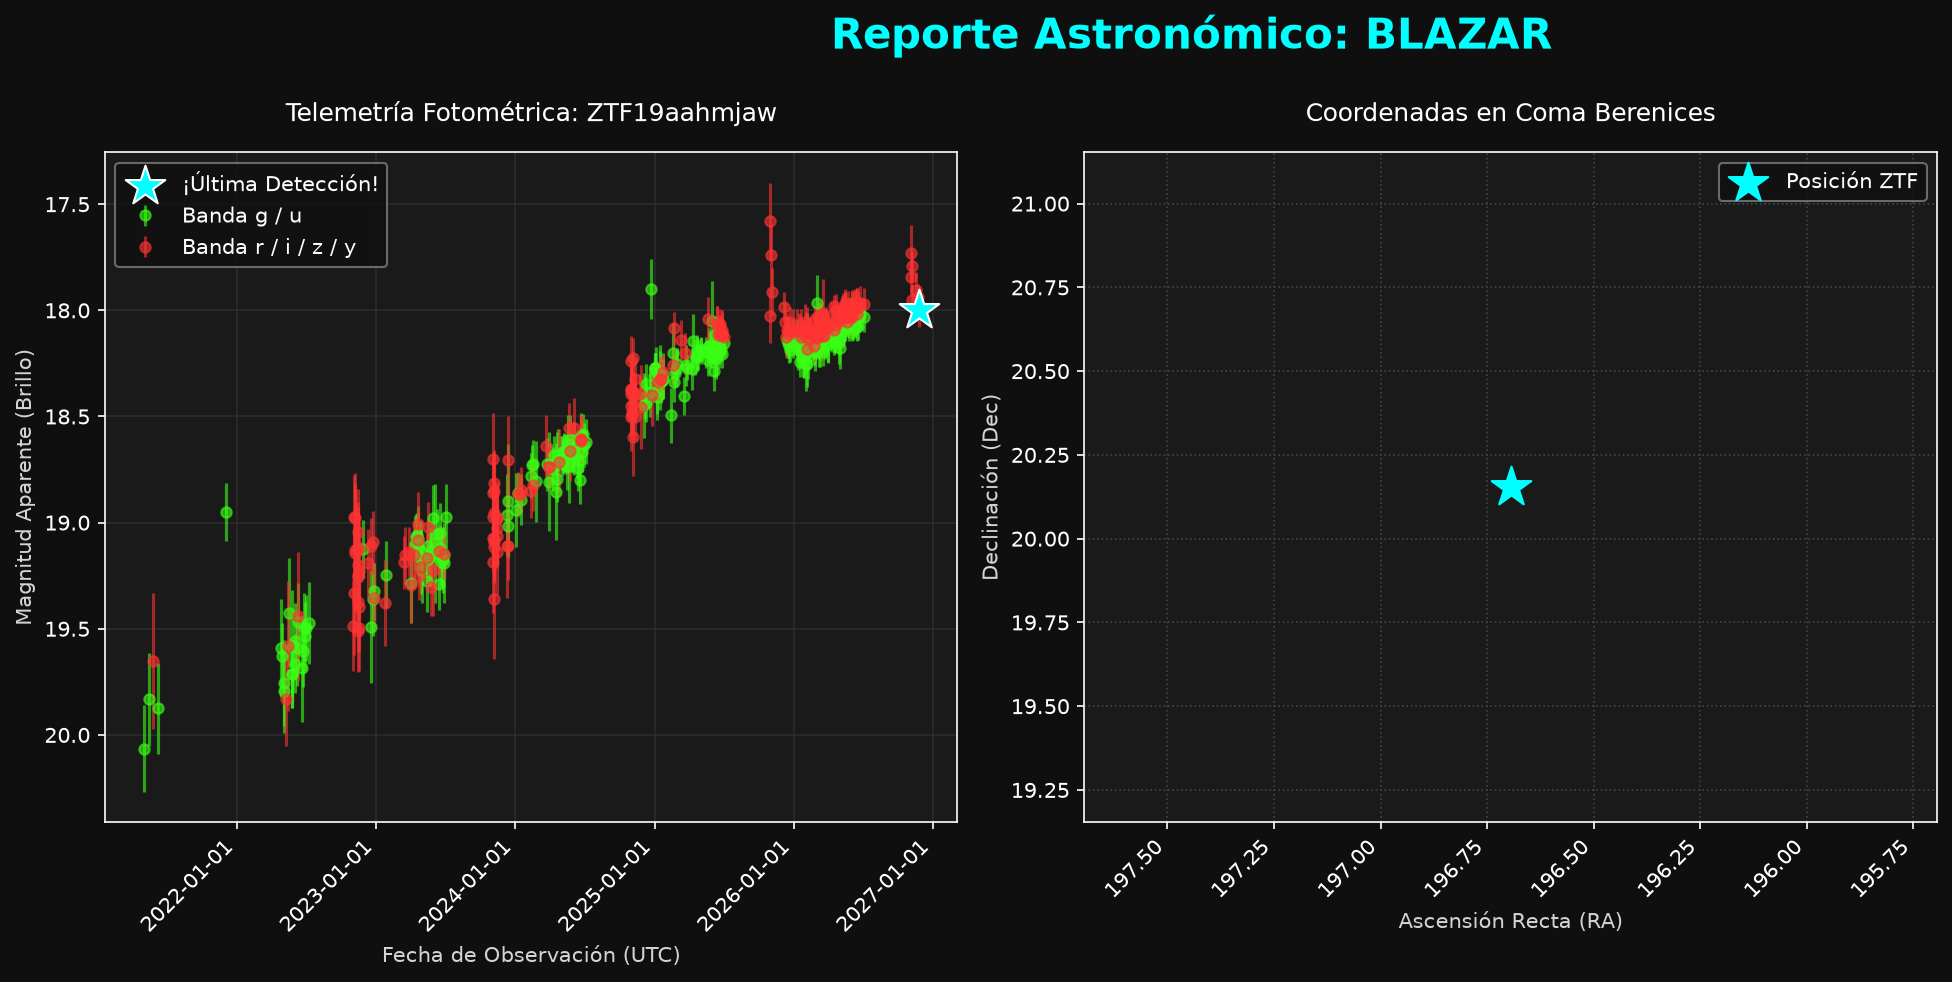 Reporte Astronómico: BLAZAR
Telemetría Fotométrica: ZTF19aahmjaw
¡Última Detección!
Banda g / u
Banda r / i / z / y
Magnitud Aparente (Brillo)
17.5
18.0
18.5
19.0
19.5
20.0
2022-01-01
2023-01-01
2024-01-01
2025-01-01
2026-01-01
2027-01-01
Fecha de Observación (UTC)
Coordenadas en Coma Berenices
Posición ZTF
Declinación (Dec)
21.00
20.75
20.50
20.25
20.00
19.75
19.50
19.25
197.50
197.25
197.00
196.75
196.50
196.25
196.00
195.75
Ascensión Recta (RA)